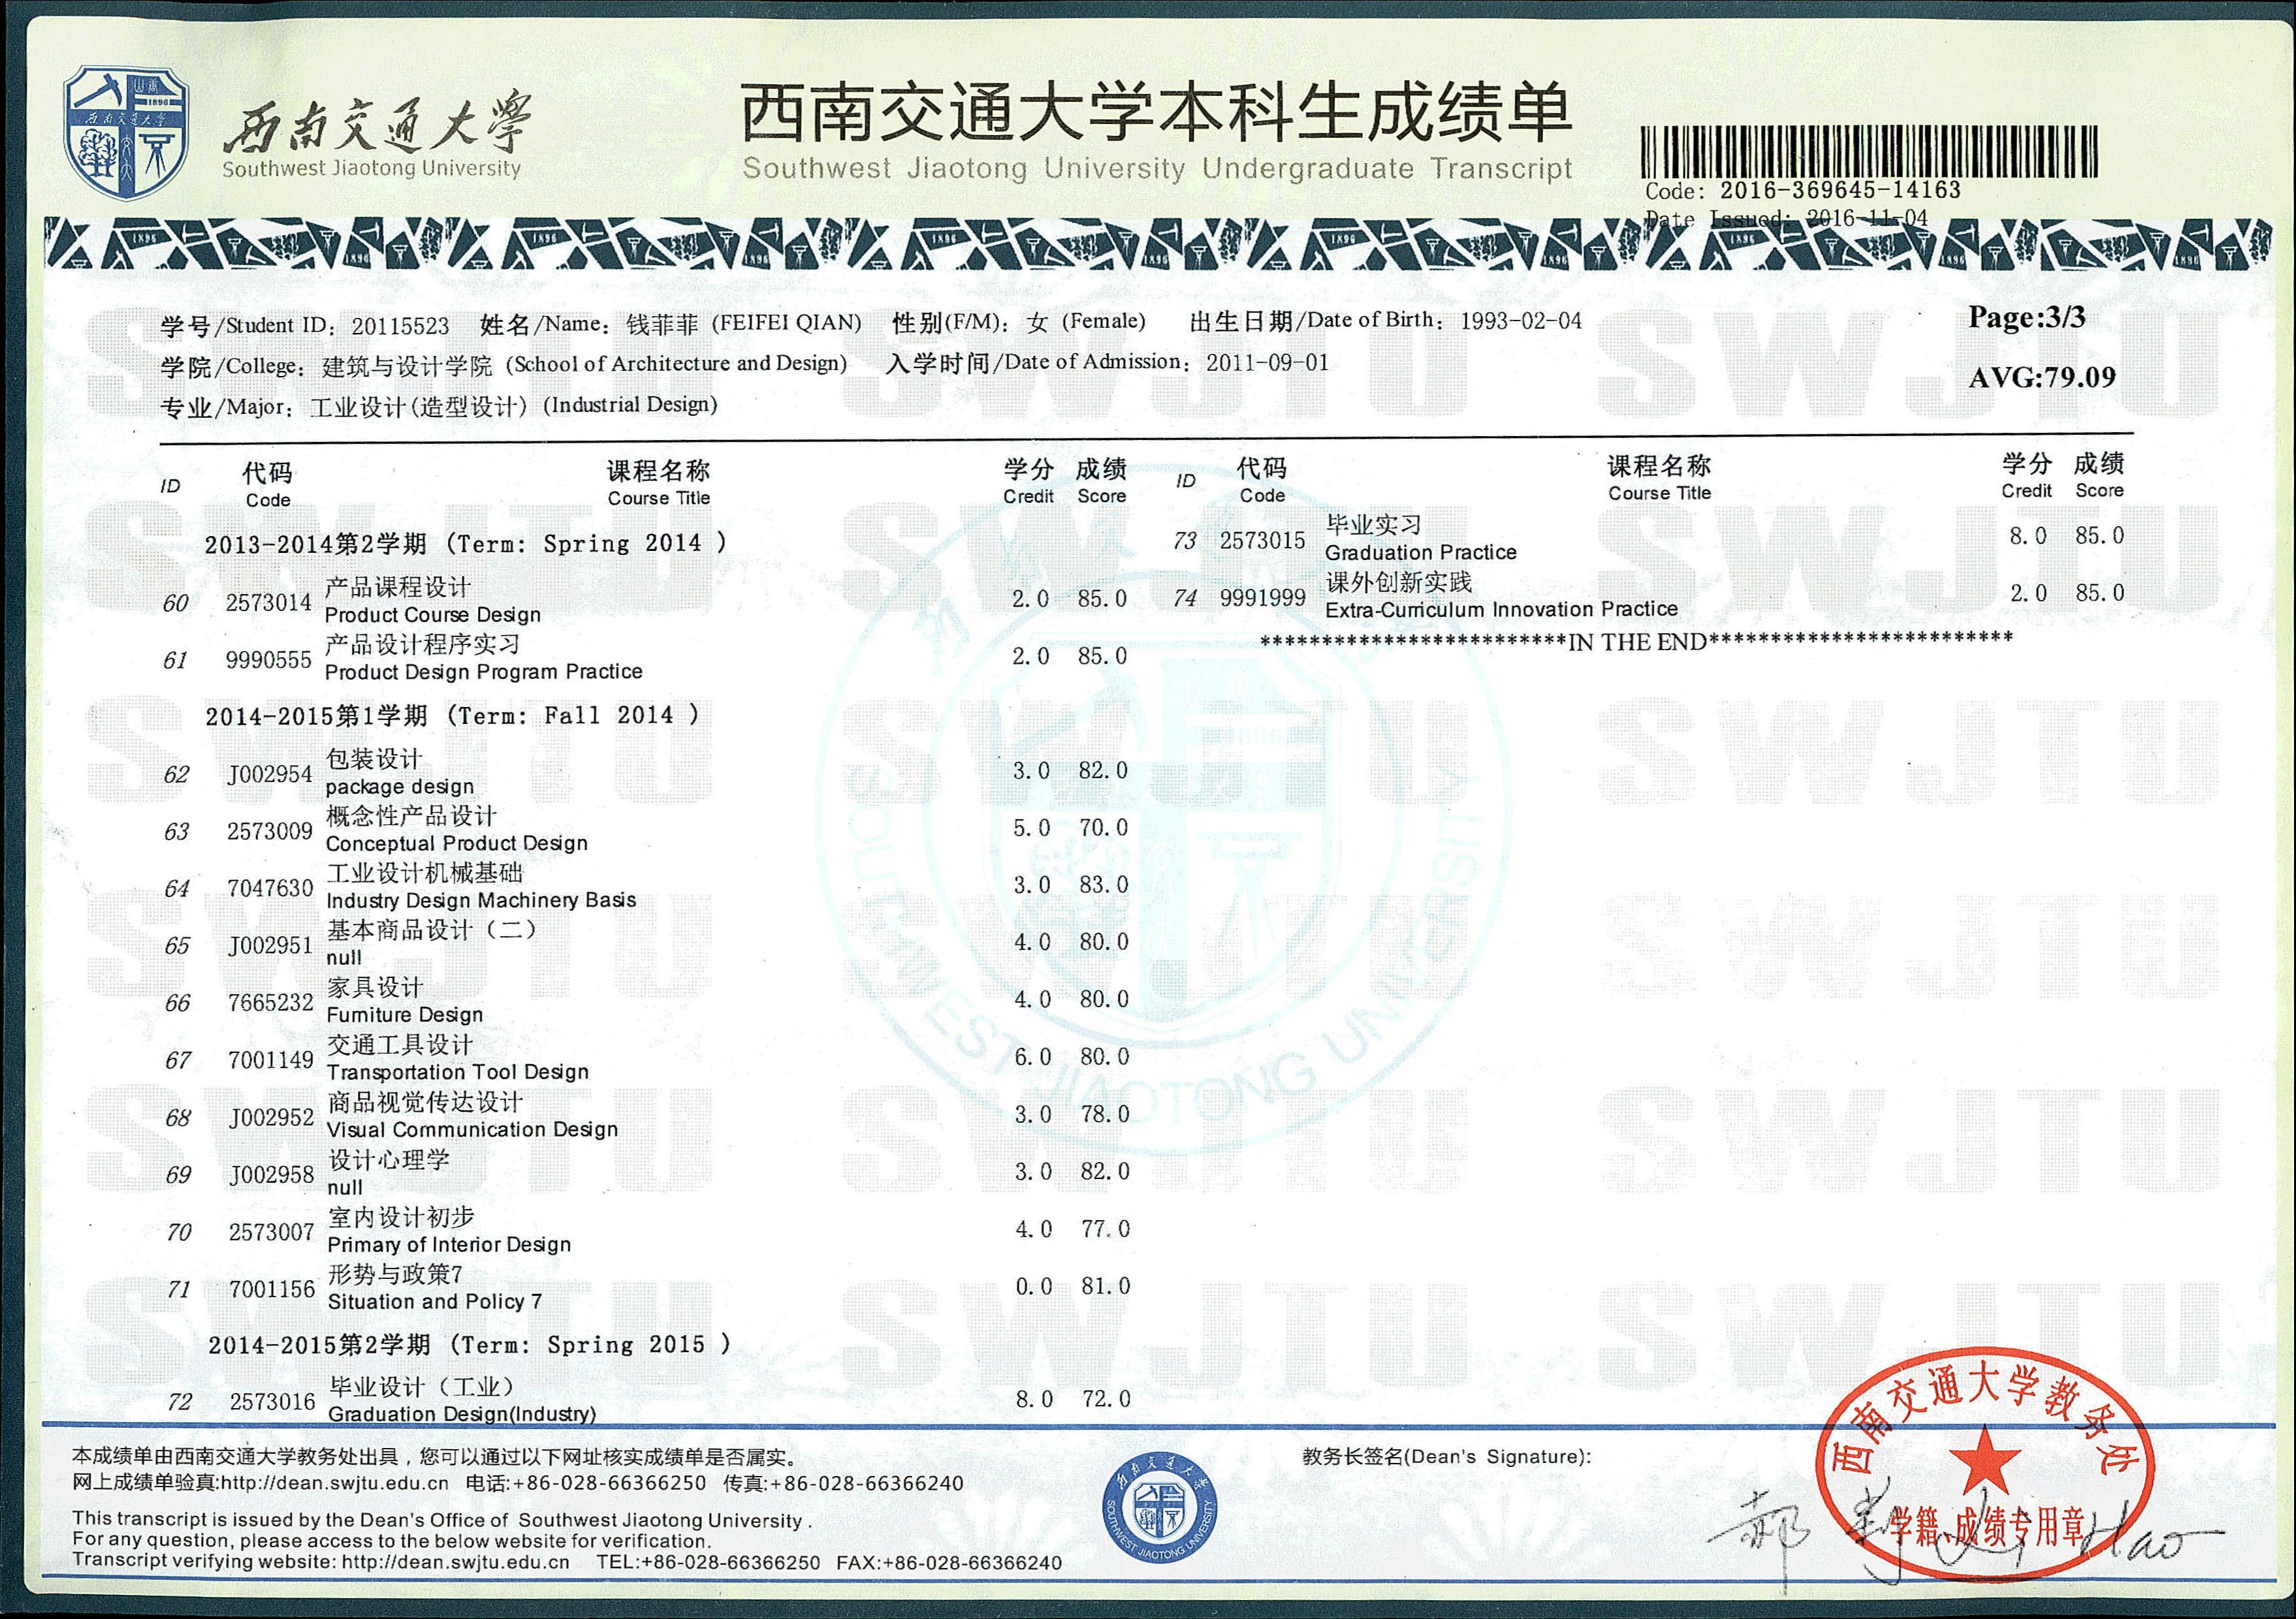 西南交通大学
Southwest Jiaotong University
西南交通大学本科生成绩单
Southwest Jiaotong University Undergraduate Transcript
Code: 2016-369645-14163
Date Issued: 2016-11-04
学号/Student ID: 20115523 姓名/Name: 钱菲菲 (FEIFEI QIAN) 性别(F/M): 女 (Female) 出生日期/Date of Birth: 1993-02-04
Page:3/3
学院/College: 建筑与设计学院 (School of Architecture and Design) 入学时间/Date of Admission: 2011-09-01
AVG:79.09
专业/Major: 工业设计(造型设计) (Industrial Design)
ID 代码 课程名称 学分 成绩
Code Course Title Credit Score
2013-2014第2学期 (Term: Spring 2014 )
60 2573014 产品课程设计 2.0 85.0
Product Course Design
61 9990555 产品设计程序实习 2.0 85.0
Product Design Program Practice
2014-2015第1学期 (Term: Fall 2014 )
62 J002954 包装设计 3.0 82.0
package design
63 2573009 概念性产品设计 5.0 70.0
Conceptual Product Design
64 7047630 工业设计机械基础 3.0 83.0
Industry Design Machinery Basis
65 J002951 基本商品设计（二） 4.0 80.0
null
66 7665232 家具设计 4.0 80.0
Furniture Design
67 7001149 交通工具设计 6.0 80.0
Transportation Tool Design
68 J002952 商品视觉传达设计 3.0 78.0
Visual Communication Design
69 J002958 设计心理学 3.0 82.0
null
70 2573007 室内设计初步 4.0 77.0
Primary of Interior Design
71 7001156 形势与政策7 0.0 81.0
Situation and Policy 7
2014-2015第2学期 (Term: Spring 2015 )
72 2573016 毕业设计（工业） 8.0 72.0
Graduation Design(Industry)
ID 代码 课程名称 学分 成绩
Code Course Title Credit Score
73 2573015 毕业实习 8.0 85.0
Graduation Practice
74 9991999 课外创新实践 2.0 85.0
Extra-Curriculum Innovation Practice
*************************IN THE END*************************
本成绩单由西南交通大学教务处出具，您可以通过以下网址核实成绩单是否属实。
网上成绩单验真:http://dean.swjtu.edu.cn 电话:+86-028-66366250 传真:+86-028-66366240
This transcript is issued by the Dean's Office of Southwest Jiaotong University .
For any question, please access to the below website for verification.
Transcript verifying website: http://dean.swjtu.edu.cn TEL:+86-028-66366250 FAX:+86-028-66366240
西南交通大学
SOUTHWEST JIAOTONG UNIVERSITY
教务长签名(Dean's Signature):
西南交通大学教务处
学籍、成绩专用章
Hao